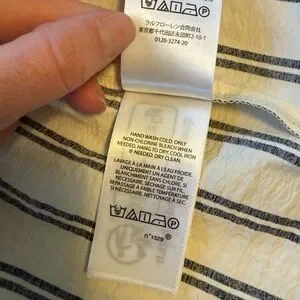 ラルフローレン合同会社
東京都千代田区永田町2-10-1
0120-3274-20
HAND WASH COLD. ONLY
NON-CHLORINE BLEACH WHEN
NEEDED. HANG TO DRY. COOL IRON
IF NEEDED. DRY CLEAN.
LAVAGE À LA MAIN À L'EAU FROIDE.
UNIQUEMENT UN AGENT DE
BLANCHIMENT SANS CHLORE, SI
NÉCESSAIRE. SÉCHAGE SUR FIL.
REPASSAGE À FAIBLE TEMPÉRATURE
SI NÉCESSAIRE. NETTOYAGE À SEC.
n°1529